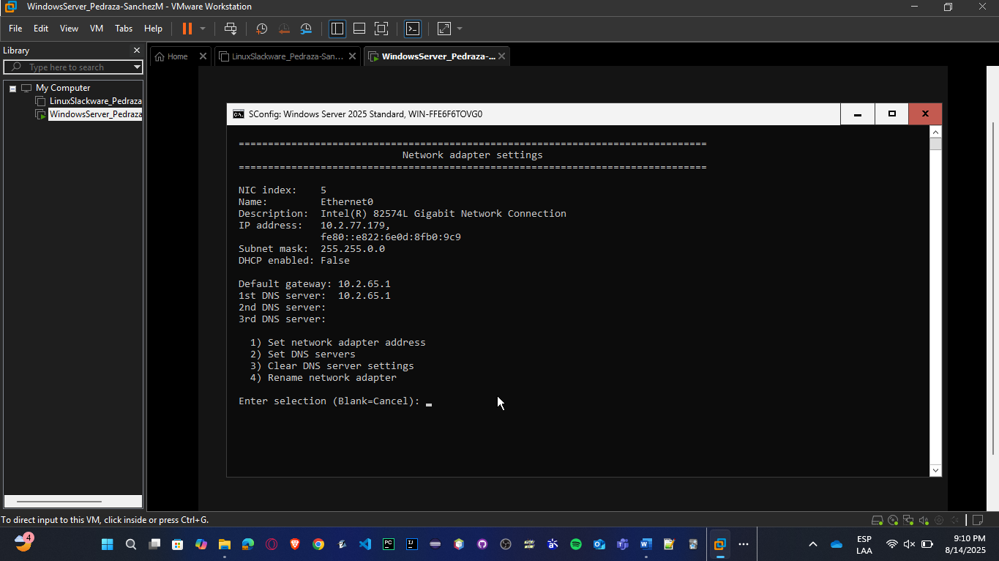 WindowsServer_Pedraza-SanchezM - VMware Workstation
File Edit View VM Tabs Help
Library
Home
LinuxSlackware_Pedraza-San...
WindowsServer_Pedraza-...
Type here to search
My Computer
LinuxSlackware_Pedraza
WindowsServer_Pedraza
SConfig: Windows Server 2025 Standard, WIN-FFE6F6TOVG0
================================================================================
Network adapter settings
================================================================================
NIC index: 5
Name: Ethernet0
Description: Intel(R) 82574L Gigabit Network Connection
IP address: 10.2.77.179,
fe80::e822:6e0d:8fb0:9c9
Subnet mask: 255.255.0.0
DHCP enabled: False
Default gateway: 10.2.65.1
1st DNS server: 10.2.65.1
2nd DNS server:
3rd DNS server:
1) Set network adapter address
2) Set DNS servers
3) Clear DNS server settings
4) Rename network adapter
Enter selection (Blank=Cancel): _
To direct input to this VM, click inside or press Ctrl+G.
4
PC
IJ
ESP
LAA
9:10 PM
8/14/2025